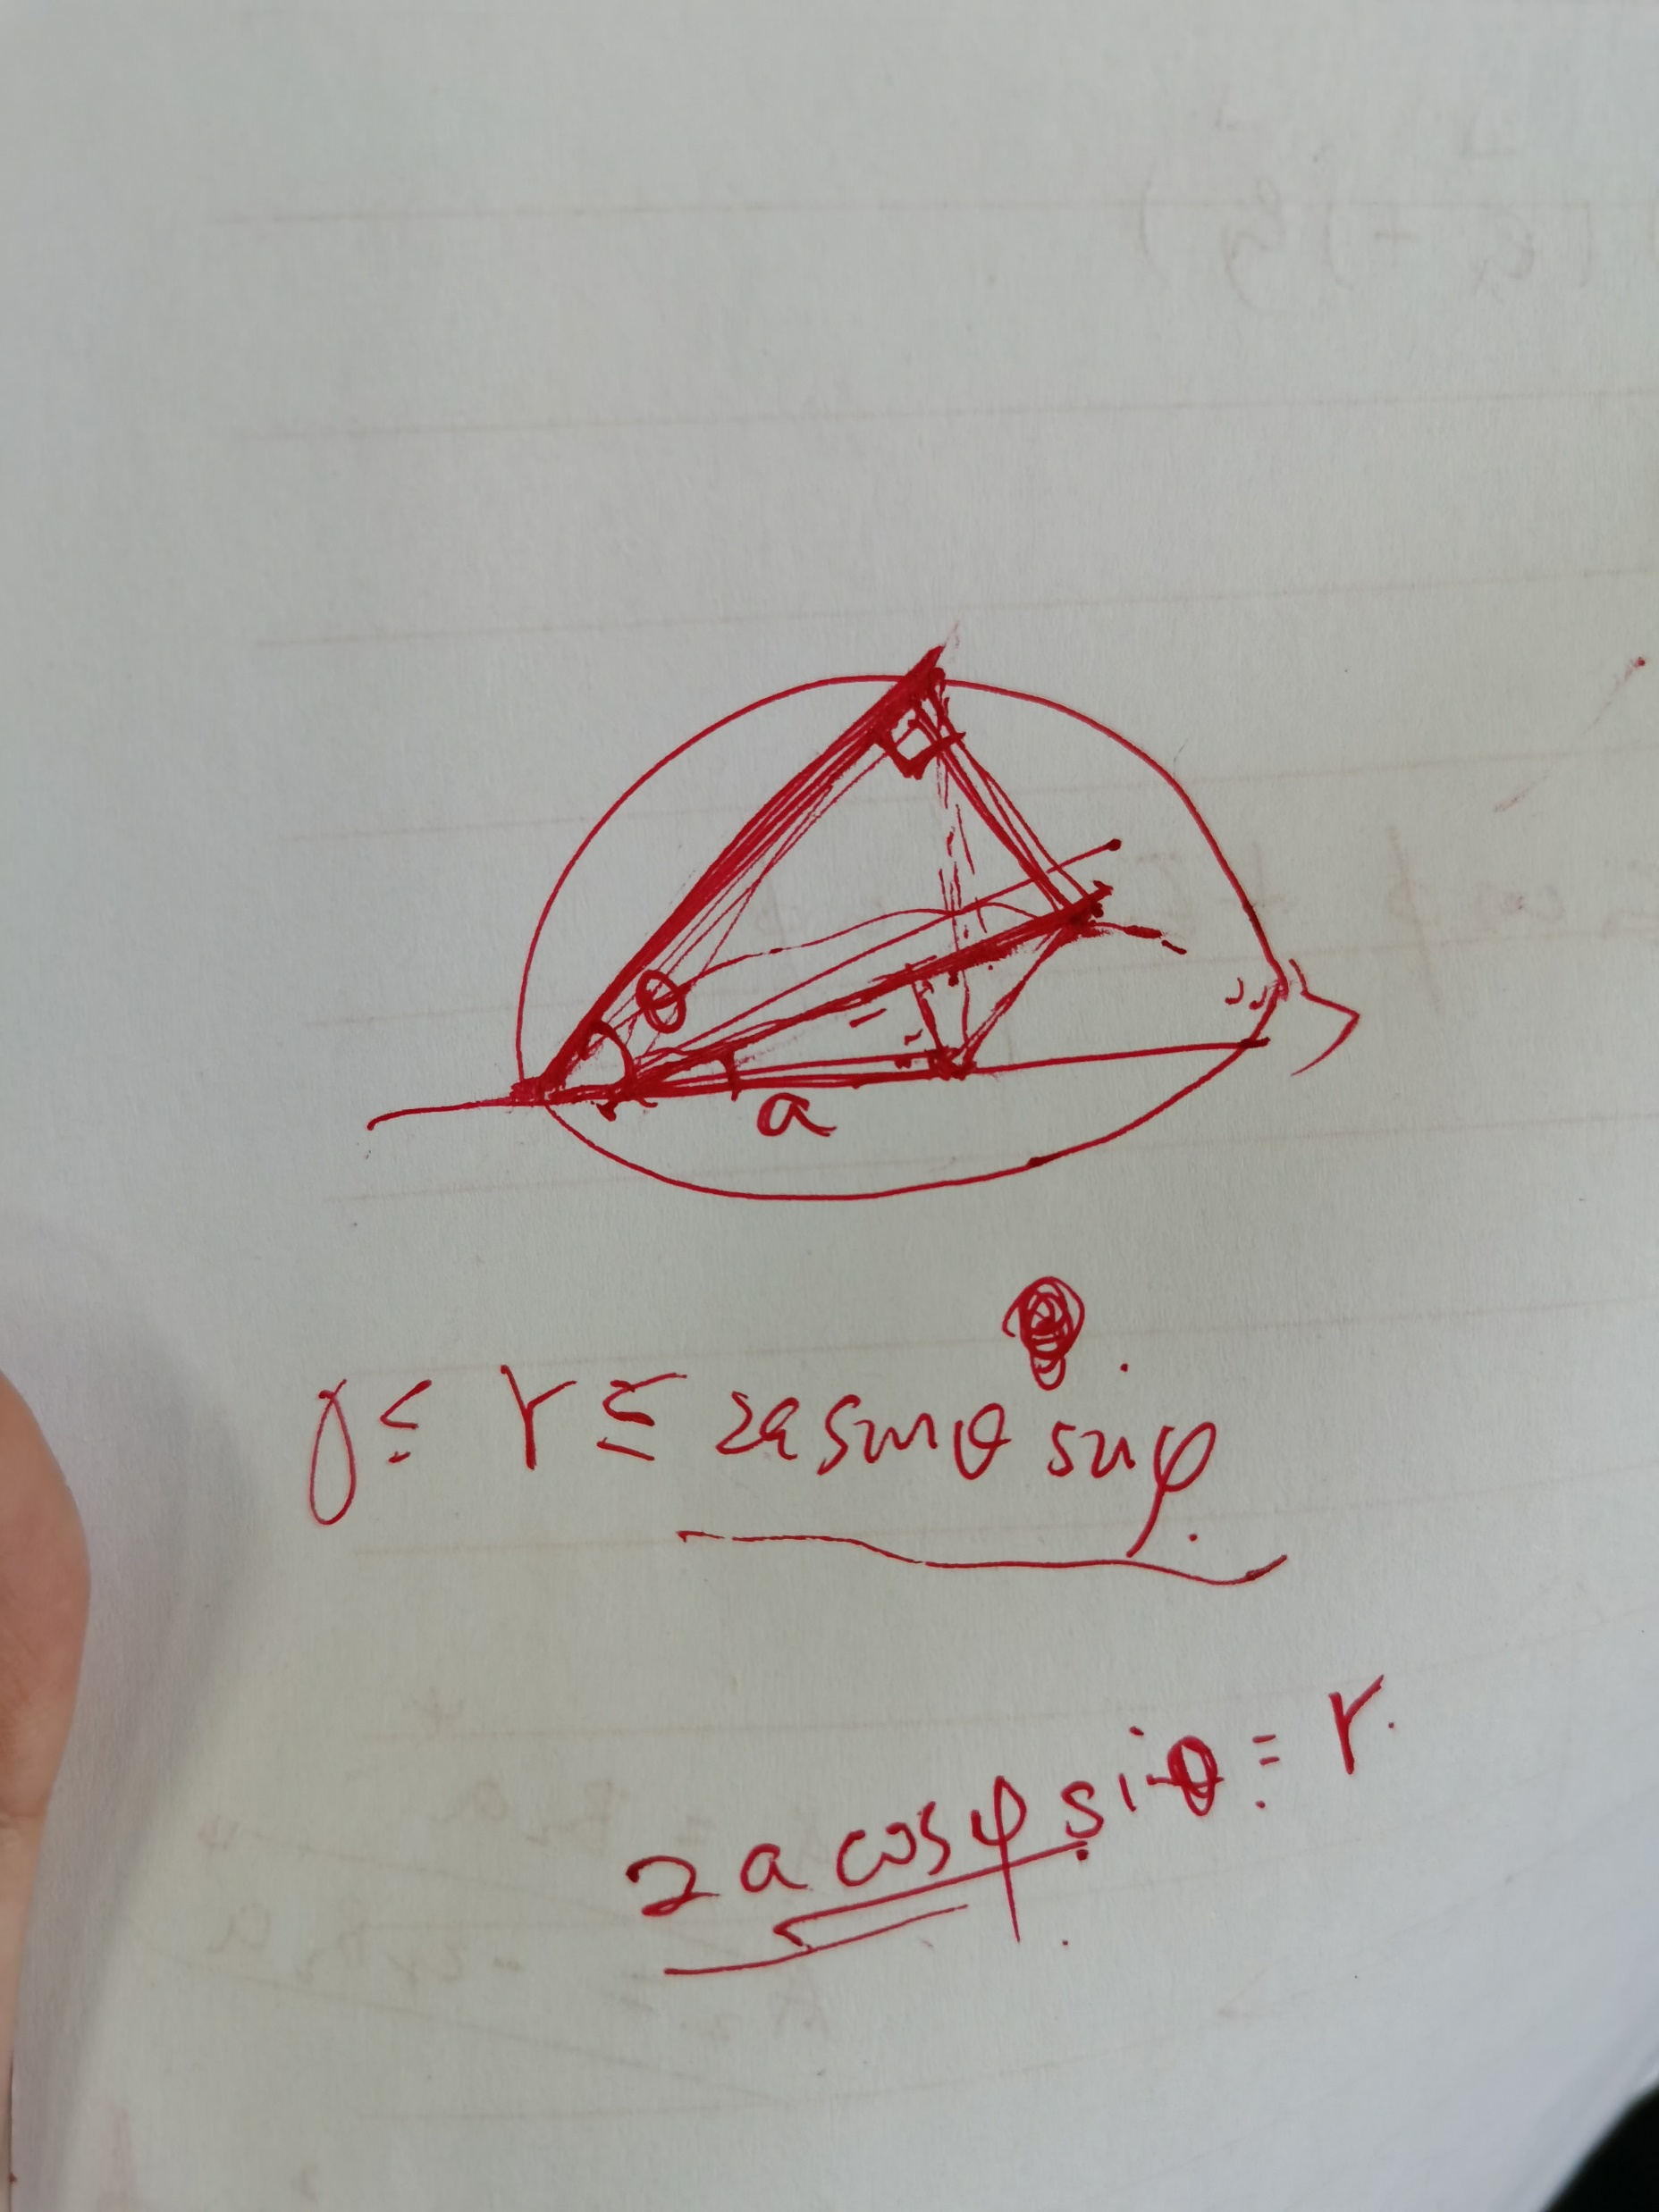 θ
a
0 ≤ r ≤ 2a sinθ sinφ.
2a cosφ sinθ = r.